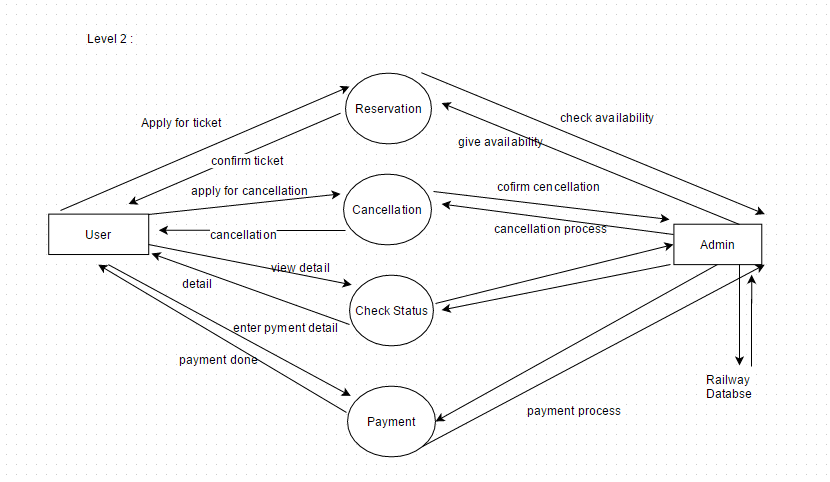 Level 2 :
Reservation
Apply for ticket
check availability
give availability
confirm ticket
apply for cancellation
cofirm cencellation
Cancellation
cancellation
cancellation process
User
Admin
view detail
detail
Check Status
enter pyment detail
payment done
Railway
Databse
payment process
Payment